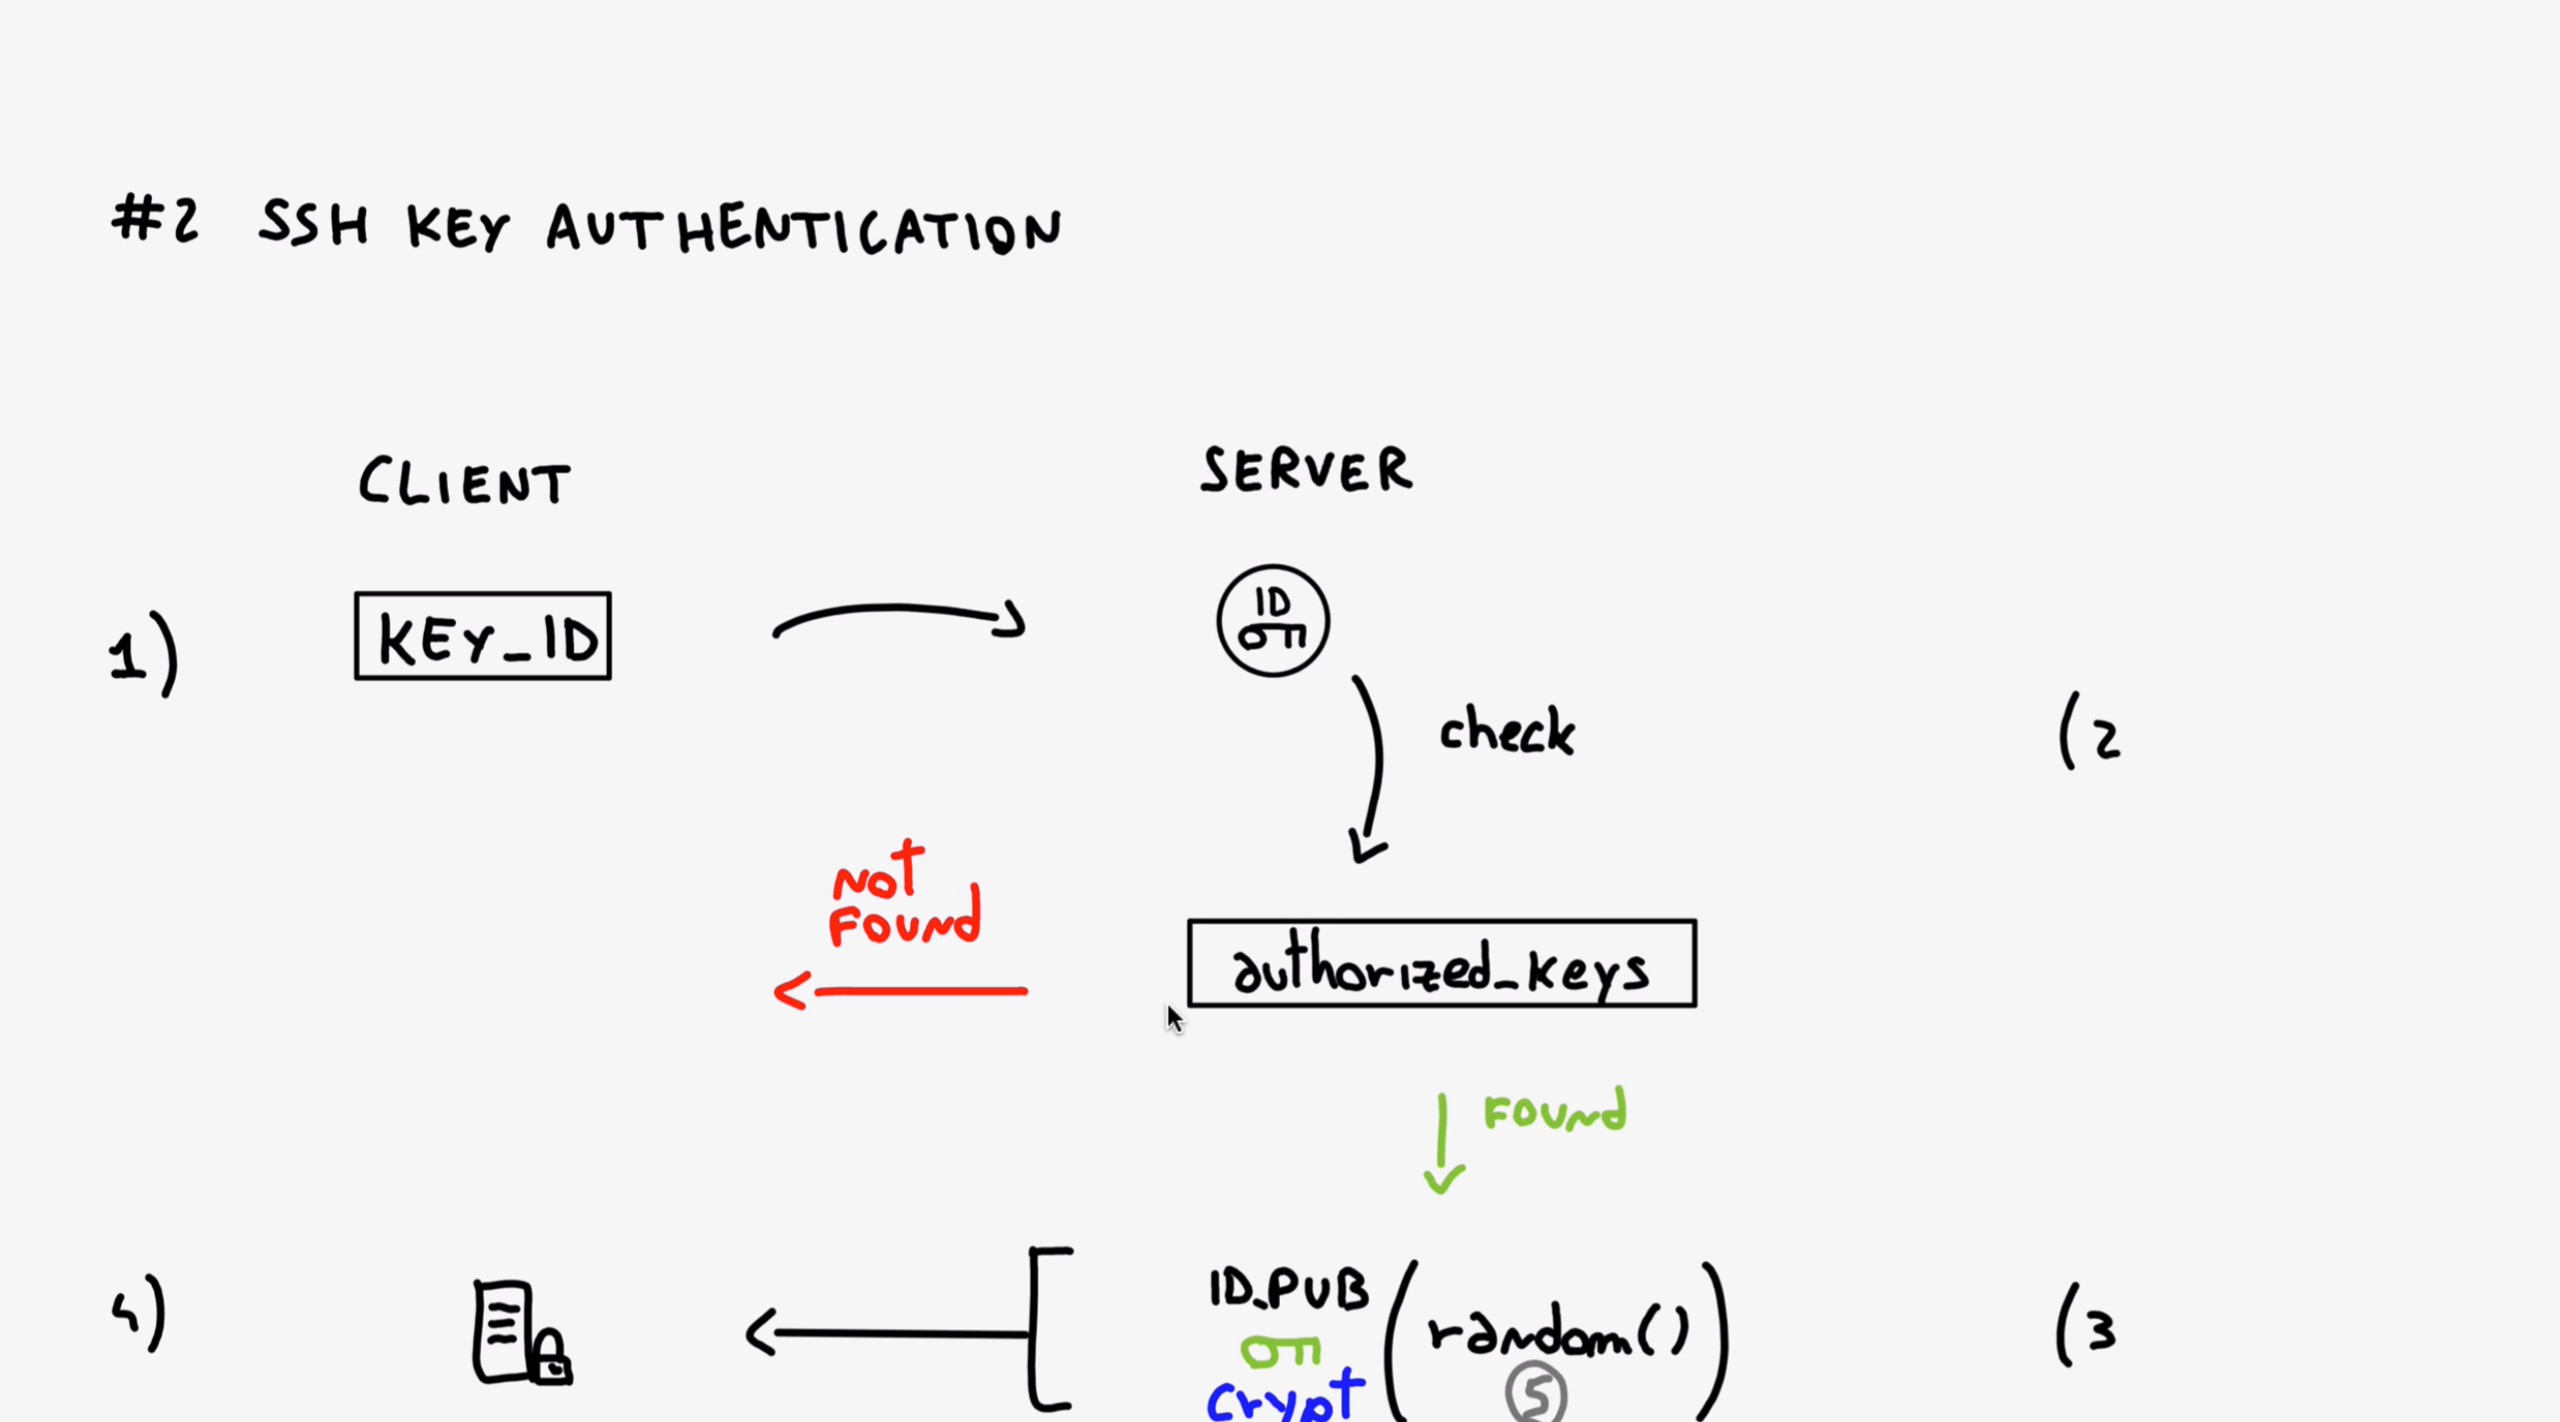 #2 SSH KEY AUTHENTICATION
CLIENT
SERVER
1)
KEY_ID
ID
check
(2
NOT
FOUND
authorized_keys
FOUND
4)
ID.PUB
random()
(3
Crypt
S